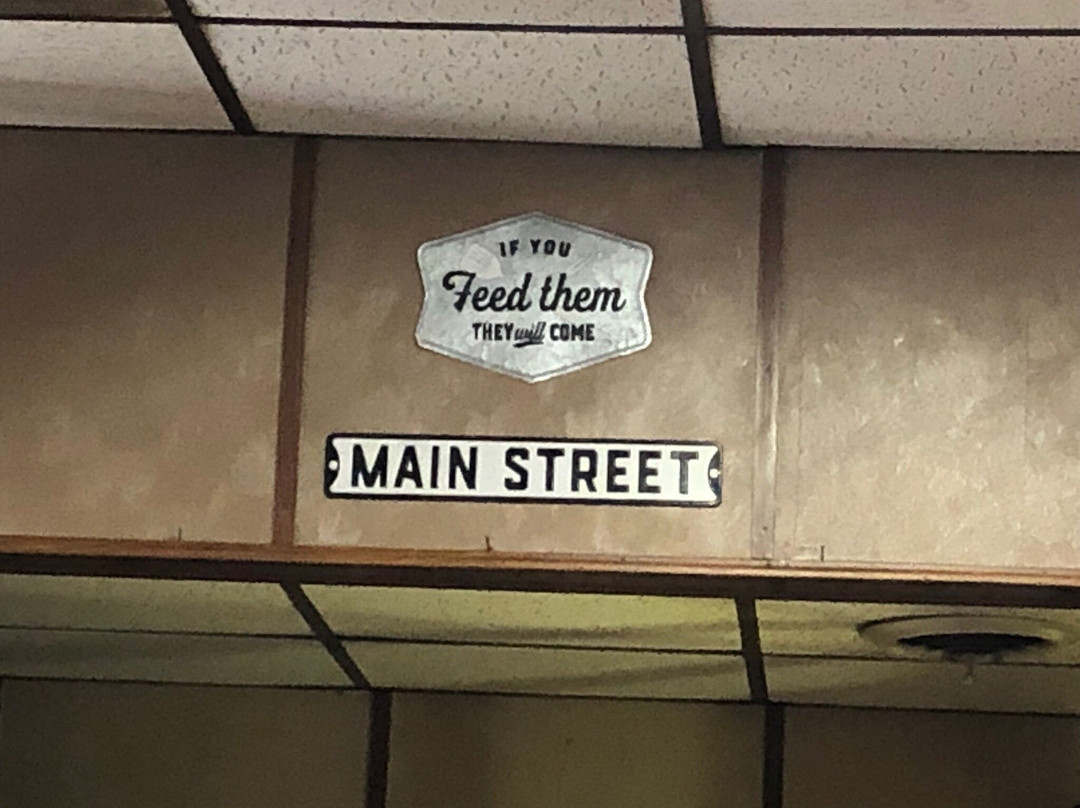 IF YOU
Feed them
THEY will COME
MAIN STREET